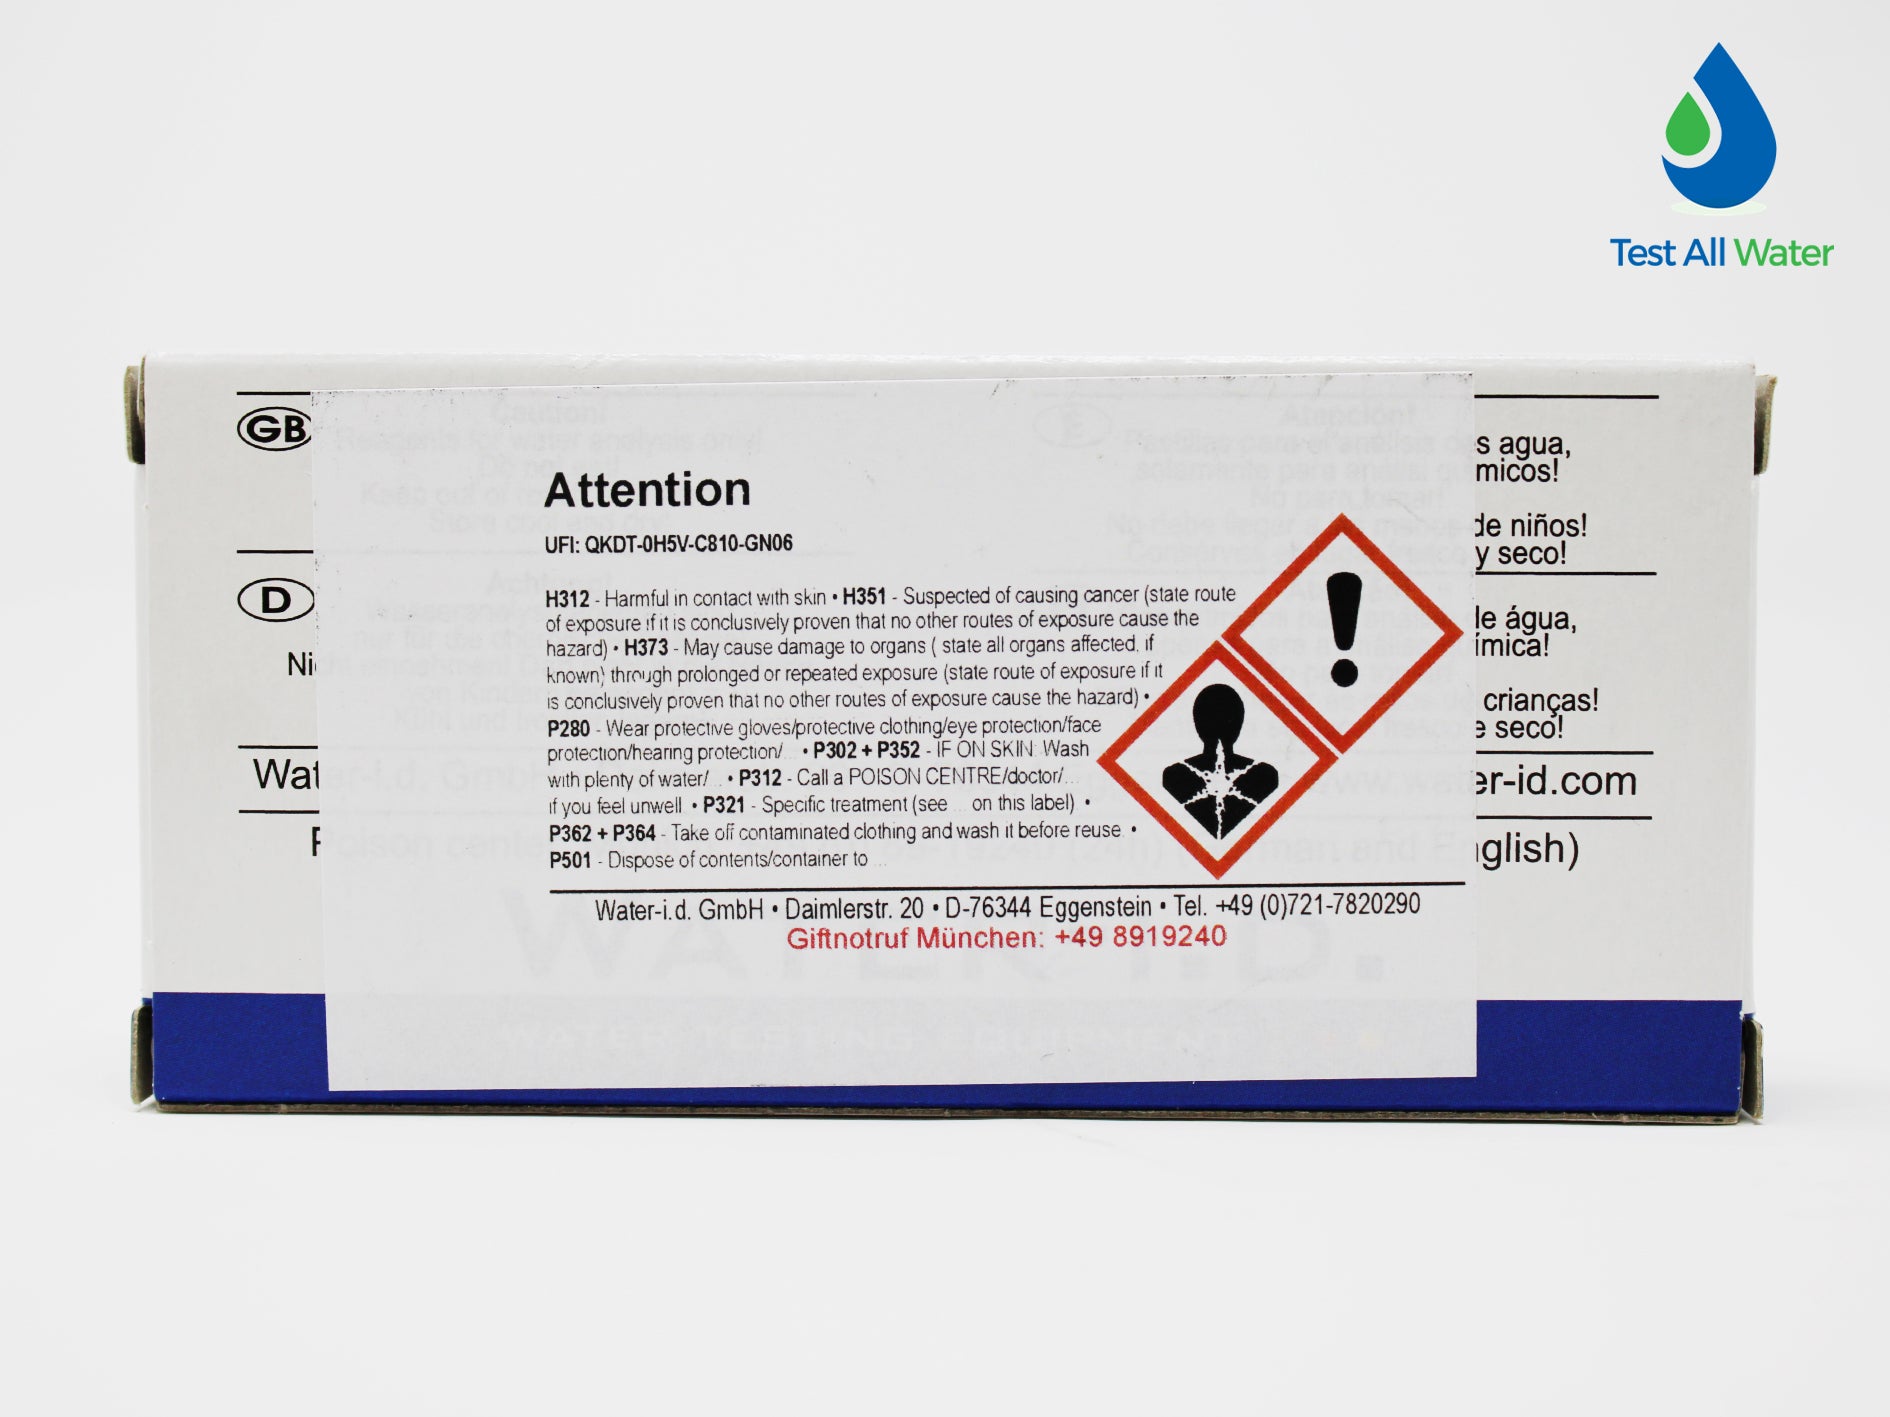 Test All Water
GB
s agua,
micos!
Attention
de niños!
y seco!
UFI: QKDT-0H5V-C810-GN06
D
H312 - Harmful in contact with skin • H351 - Suspected of causing cancer (state route
of exposure if it is conclusively proven that no other routes of exposure cause the
hazard) • H373 - May cause damage to organs ( state all organs affected, if
known) through prolonged or repeated exposure (state route of exposure if it
is conclusively proven that no other routes of exposure cause the hazard) •
P280 - Wear protective gloves/protective clothing/eye protection/face
protection/hearing protection/... • P302 + P352 - IF ON SKIN: Wash
with plenty of water/... • P312 - Call a POISON CENTRE/doctor/...
if you feel unwell • P321 - Specific treatment (see ... on this label) •
P362 + P364 - Take off contaminated clothing and wash it before reuse. •
P501 - Dispose of contents/container to ...
de água,
ímica!
Ni
crianças!
e seco!
Wat
er-id.com
glish)
Water-i.d. GmbH • Daimlerstr. 20 • D-76344 Eggenstein • Tel. +49 (0)721-7820290
Giftnotruf München: +49 8919240
WATER TESTING EQUIPMENT